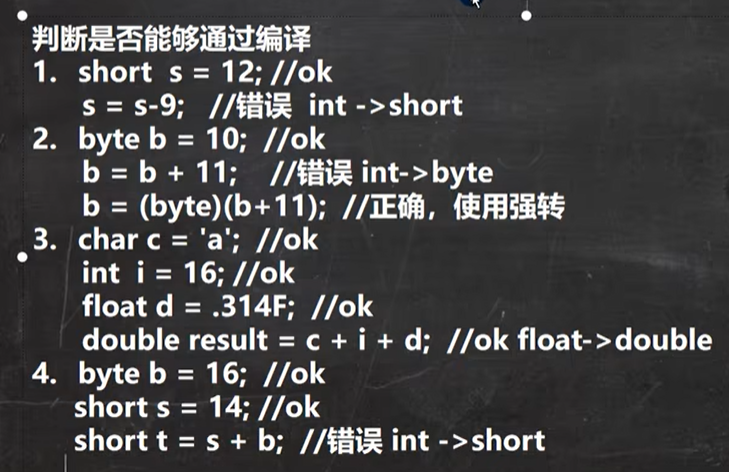 判断是否能够通过编译
1. short s = 12; //ok
s = s-9; //错误 int ->short
2. byte b = 10; //ok
b = b + 11; //错误 int->byte
b = (byte)(b+11); //正确，使用强转
3. char c = 'a'; //ok
int i = 16; //ok
float d = .314F; //ok
double result = c + i + d; //ok float->double
4. byte b = 16; //ok
short s = 14; //ok
short t = s + b; //错误 int ->short